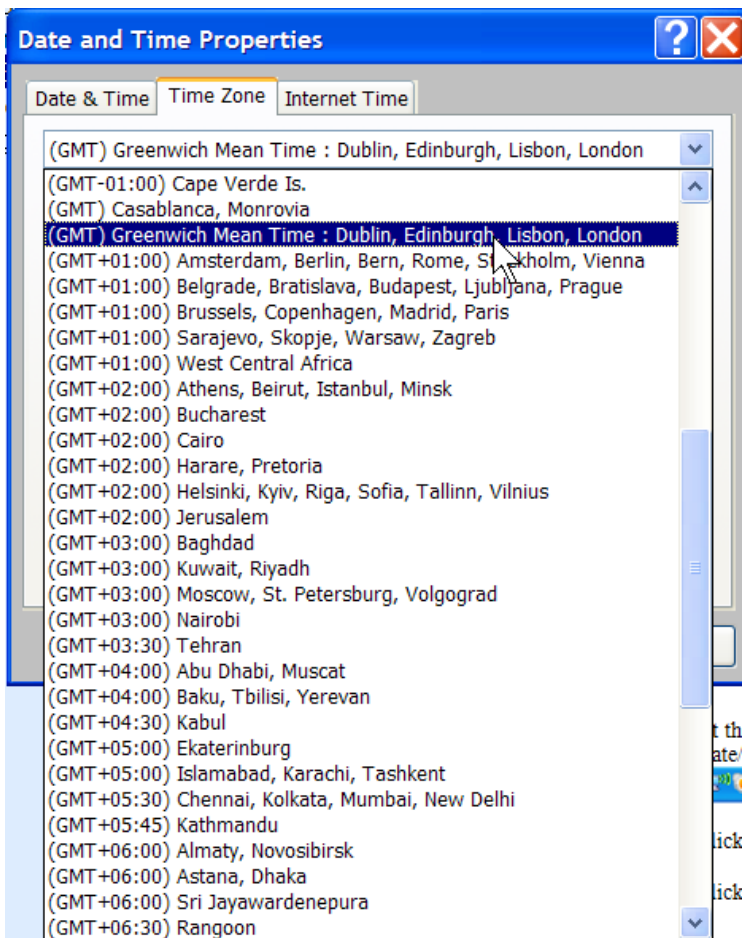 Date and Time Properties
Date & Time
Time Zone
Internet Time
(GMT) Greenwich Mean Time : Dublin, Edinburgh, Lisbon, London
(GMT-01:00) Cape Verde Is.
(GMT) Casablanca, Monrovia
(GMT) Greenwich Mean Time : Dublin, Edinburgh, Lisbon, London
(GMT+01:00) Amsterdam, Berlin, Bern, Rome, Stockholm, Vienna
(GMT+01:00) Belgrade, Bratislava, Budapest, Ljubljana, Prague
(GMT+01:00) Brussels, Copenhagen, Madrid, Paris
(GMT+01:00) Sarajevo, Skopje, Warsaw, Zagreb
(GMT+01:00) West Central Africa
(GMT+02:00) Athens, Beirut, Istanbul, Minsk
(GMT+02:00) Bucharest
(GMT+02:00) Cairo
(GMT+02:00) Harare, Pretoria
(GMT+02:00) Helsinki, Kyiv, Riga, Sofia, Tallinn, Vilnius
(GMT+02:00) Jerusalem
(GMT+03:00) Baghdad
(GMT+03:00) Kuwait, Riyadh
(GMT+03:00) Moscow, St. Petersburg, Volgograd
(GMT+03:00) Nairobi
(GMT+03:30) Tehran
(GMT+04:00) Abu Dhabi, Muscat
(GMT+04:00) Baku, Tbilisi, Yerevan
(GMT+04:30) Kabul
(GMT+05:00) Ekaterinburg
(GMT+05:00) Islamabad, Karachi, Tashkent
(GMT+05:30) Chennai, Kolkata, Mumbai, New Delhi
(GMT+05:45) Kathmandu
(GMT+06:00) Almaty, Novosibirsk
(GMT+06:00) Astana, Dhaka
(GMT+06:00) Sri Jayawardenepura
(GMT+06:30) Rangoon
t th
ate/
lick
lick